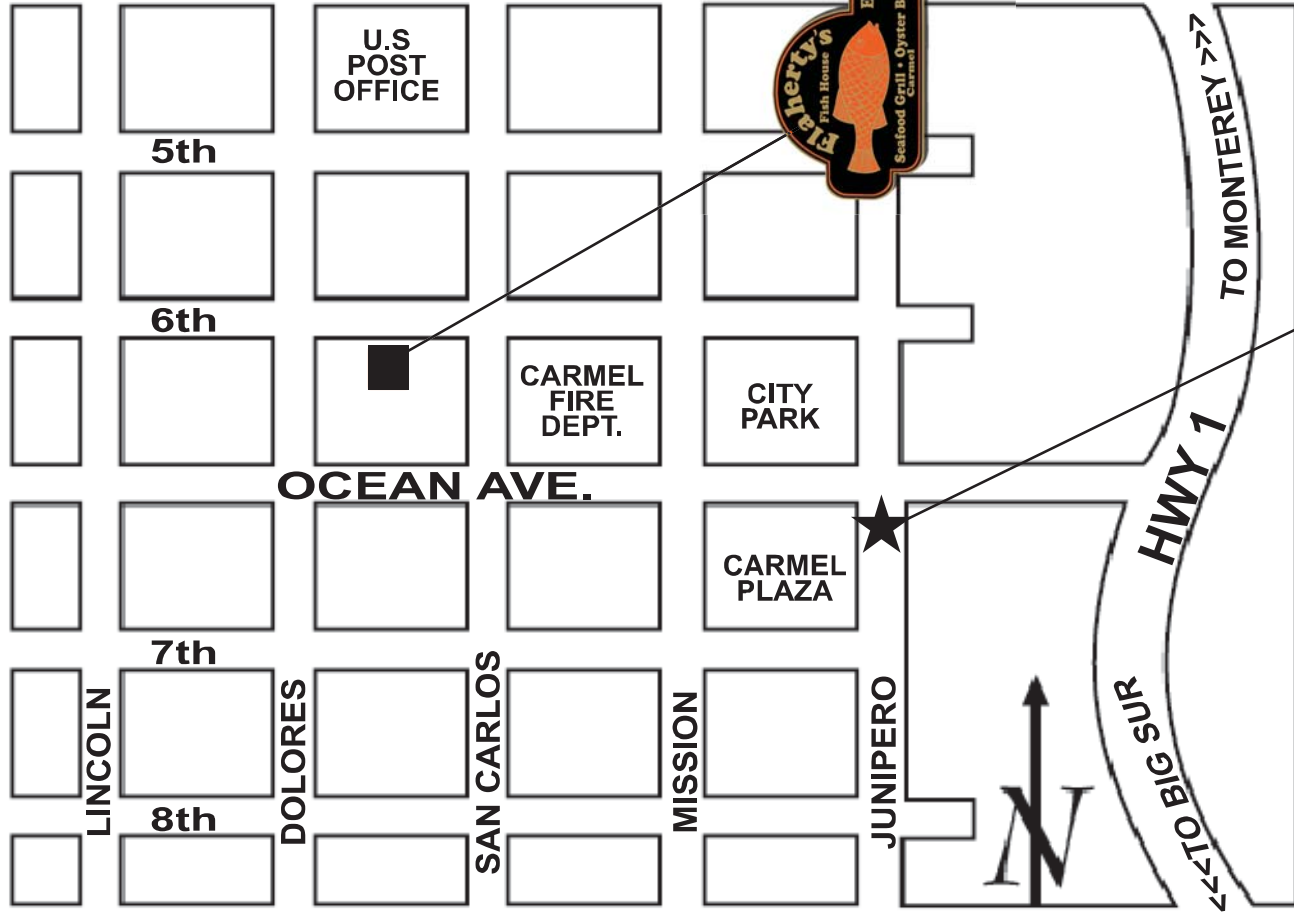 U.S
POST
OFFICE
Flaherty's
Fish House
Seafood Grill • Oyster
Carmel
5th
TO MONTEREY >>>
6th
CARMEL
FIRE
DEPT.
CITY
PARK
HWY 1
OCEAN AVE.
CARMEL
PLAZA
7th
LINCOLN
DOLORES
SAN CARLOS
MISSION
JUNIPERO
<<<TO BIG SUR
8th
N